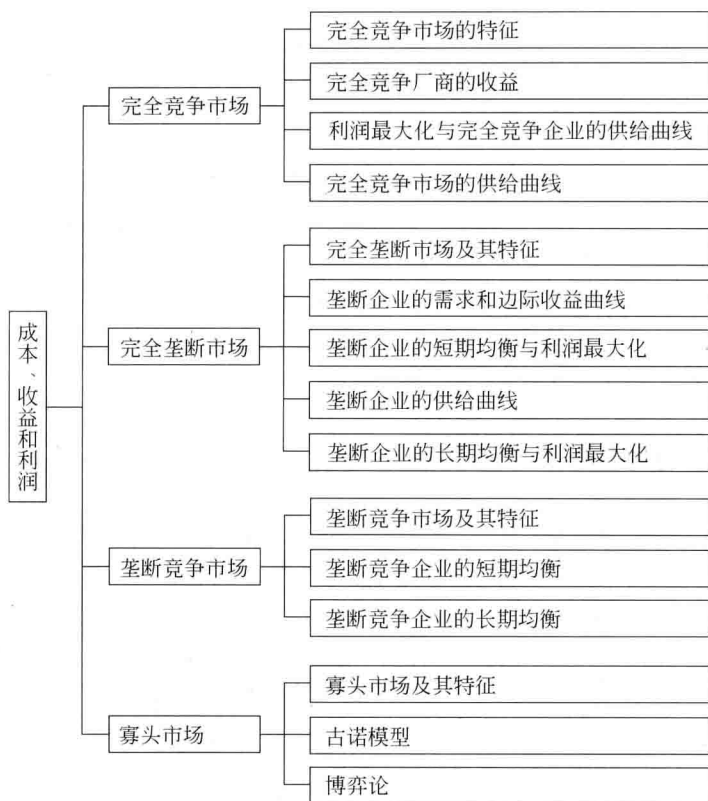 成本、收益和利润
完全竞争市场
完全竞争市场的特征
完全竞争厂商的收益
利润最大化与完全竞争企业的供给曲线
完全竞争市场的供给曲线
完全垄断市场
完全垄断市场及其特征
垄断企业的需求和边际收益曲线
垄断企业的短期均衡与利润最大化
垄断企业的供给曲线
垄断企业的长期均衡与利润最大化
垄断竞争市场
垄断竞争市场及其特征
垄断竞争企业的短期均衡
垄断竞争企业的长期均衡
寡头市场
寡头市场及其特征
古诺模型
博弈论